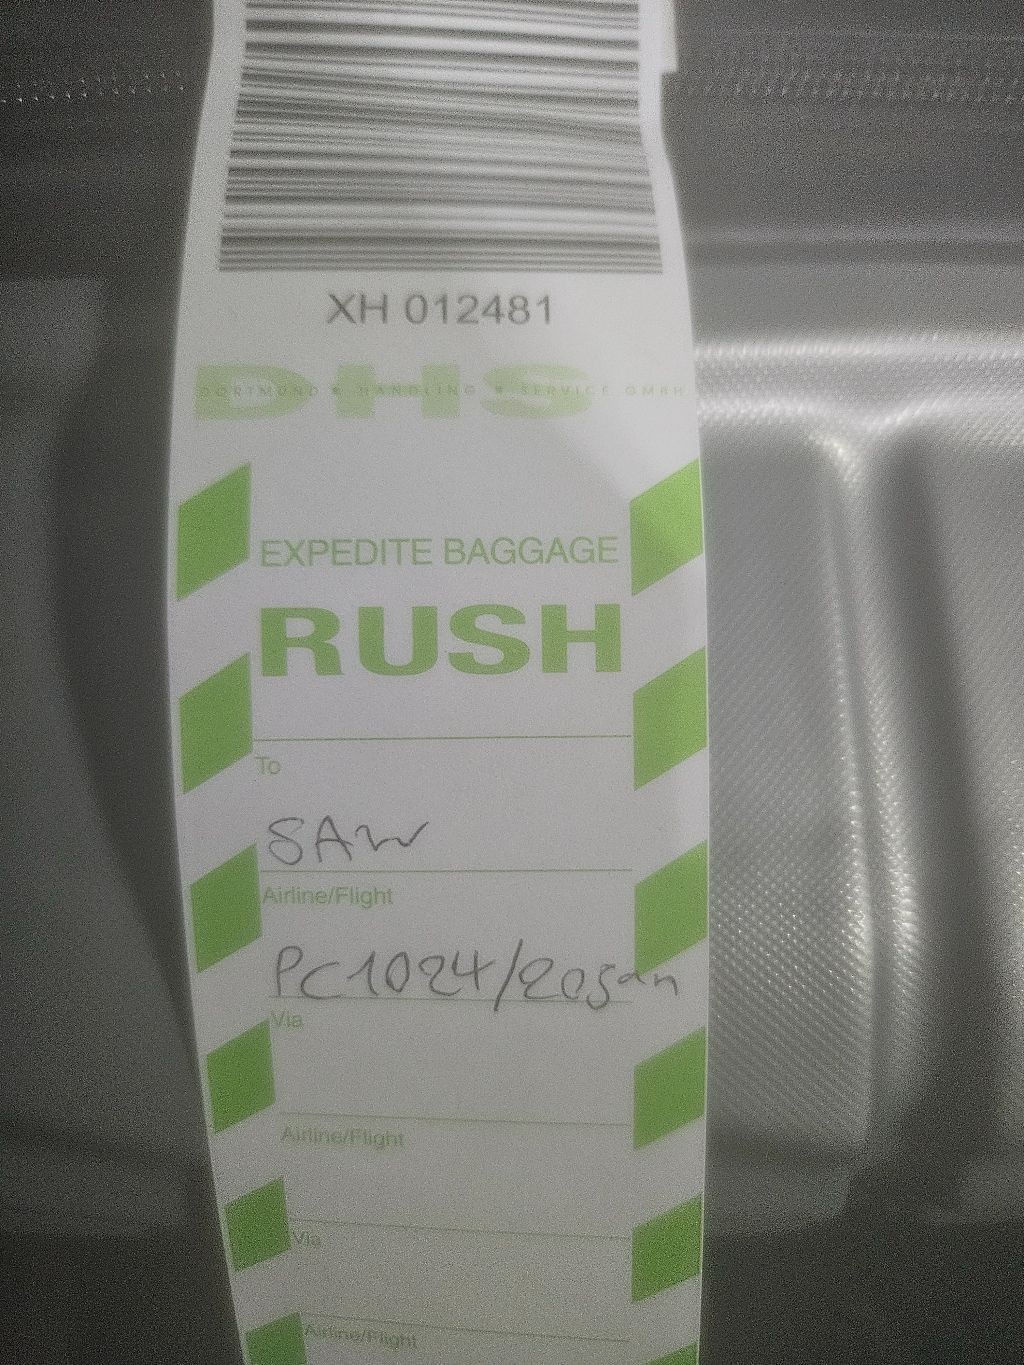 XH 012481
DHS
DORTMUND • HANDLING • SERVICE GMBH
EXPEDITE BAGGAGE
RUSH
To
SAW
Airline/Flight
PC1024/20Jan
Via
Airline/Flight
Via
Airline/Flight